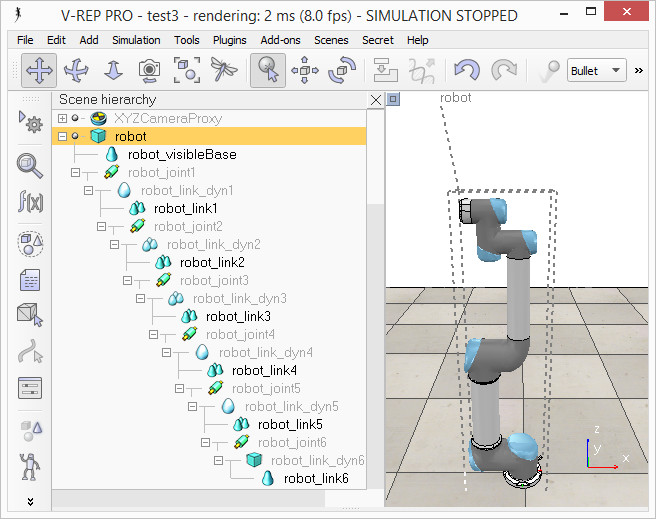 V-REP PRO - test3 - rendering: 2 ms (8.0 fps) - SIMULATION STOPPED
File Edit Add Simulation Tools Plugins Add-ons Scenes Secret Help
Bullet »
Scene hierarchy
robot
XYZCameraProxy
robot
robot_visibleBase
robot_joint1
robot_link_dyn1
robot_link1
robot_joint2
robot_link_dyn2
robot_link2
robot_joint3
robot_link_dyn3
robot_link3
robot_joint4
robot_link_dyn4
robot_link4
robot_joint5
robot_link_dyn5
robot_link5
robot_joint6
robot_link_dyn6
robot_link6
f(x)
z
y
x